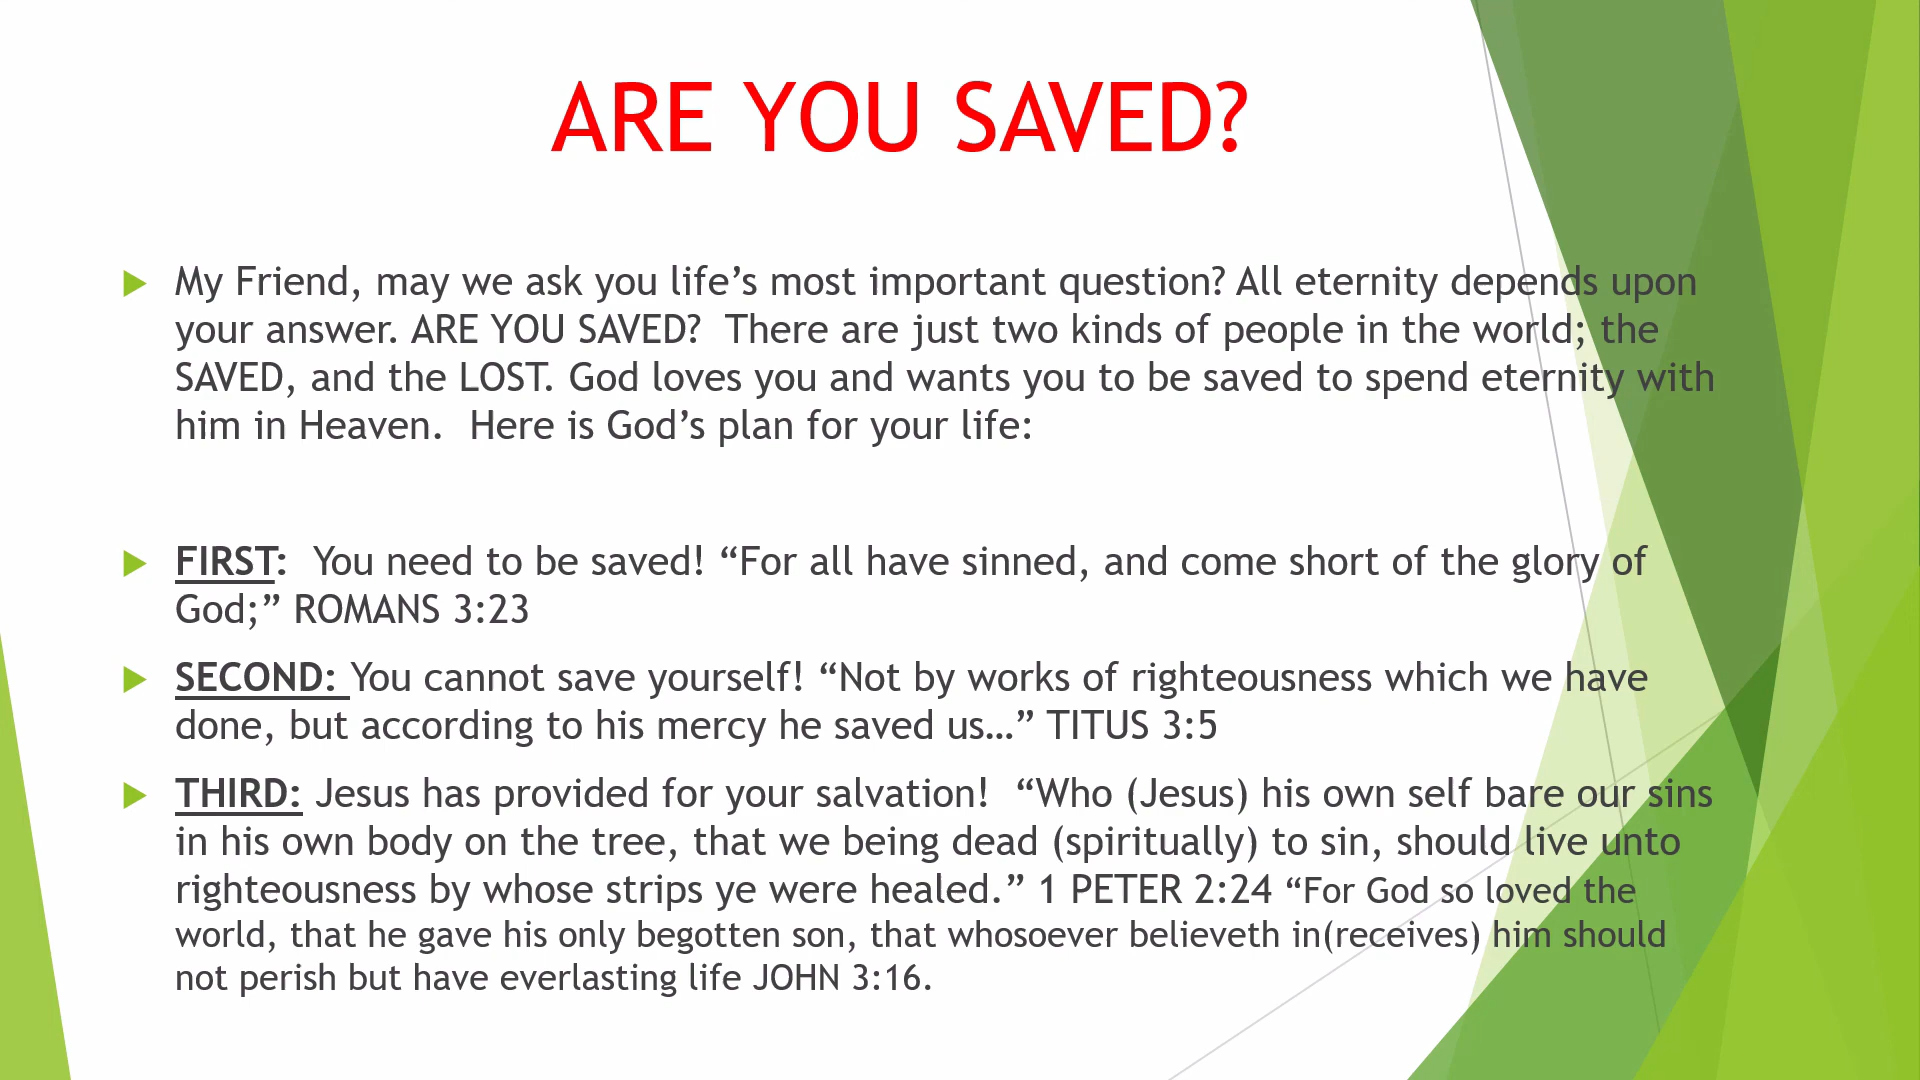 ARE YOU SAVED?
My Friend, may we ask you life’s most important question? All eternity depends upon
your answer. ARE YOU SAVED?  There are just two kinds of people in the world; the
SAVED, and the LOST. God loves you and wants you to be saved to spend eternity with
him in Heaven.  Here is God’s plan for your life:
FIRST:  You need to be saved! “For all have sinned, and come short of the glory of
God;” ROMANS 3:23
SECOND: You cannot save yourself! “Not by works of righteousness which we have
done, but according to his mercy he saved us…” TITUS 3:5
THIRD: Jesus has provided for your salvation!  “Who (Jesus) his own self bare our sins
in his own body on the tree, that we being dead (spiritually) to sin, should live unto
righteousness by whose strips ye were healed.” 1 PETER 2:24 “For God so loved the
world, that he gave his only begotten son, that whosoever believeth in(receives) him should
not perish but have everlasting life JOHN 3:16.